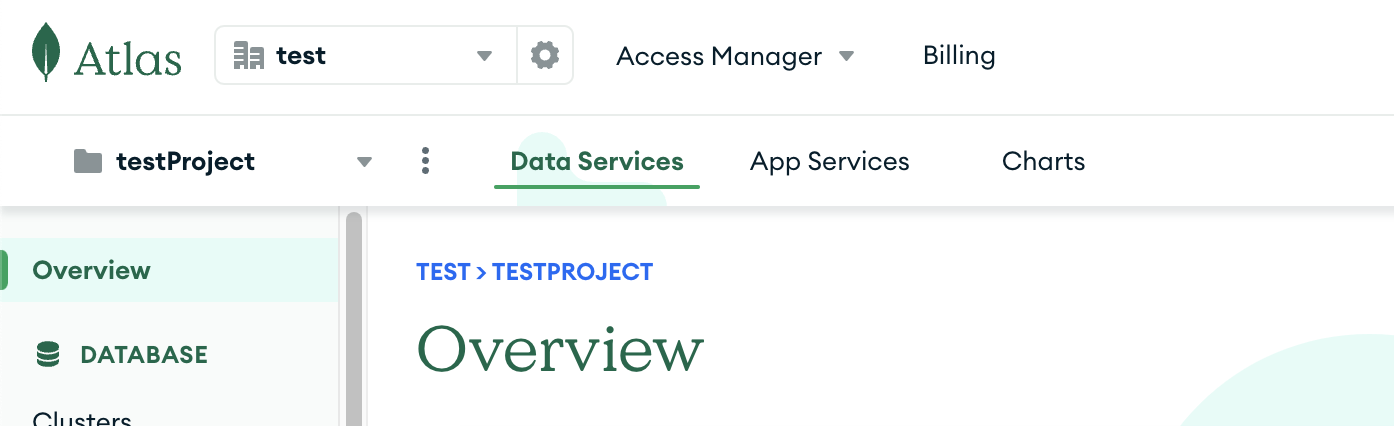 Atlas test Access Manager Billing
testProject Data Services App Services Charts
Overview
TEST > TESTPROJECT
Overview
DATABASE
Clusters